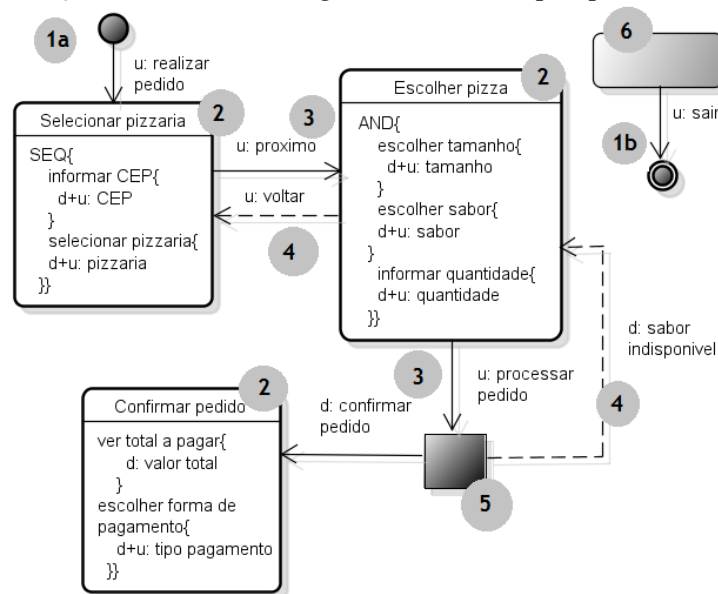 1a
u: realizar
pedido
Selecionar pizzaria
2
SEQ{
informar CEP{
d+u: CEP
}
selecionar pizzaria{
d+u: pizzaria
}}
3
u: proximo
u: voltar
4
Escolher pizza
2
AND{
escolher tamanho{
d+u: tamanho
}
escolher sabor{
d+u: sabor
}
informar quantidade{
d+u: quantidade
}}
6
u: sair
1b
d: sabor
indisponivel
4
3
u: processar
pedido
5
d: confirmar
pedido
Confirmar pedido
2
ver total a pagar{
d: valor total
}
escolher forma de
pagamento{
d+u: tipo pagamento
}}